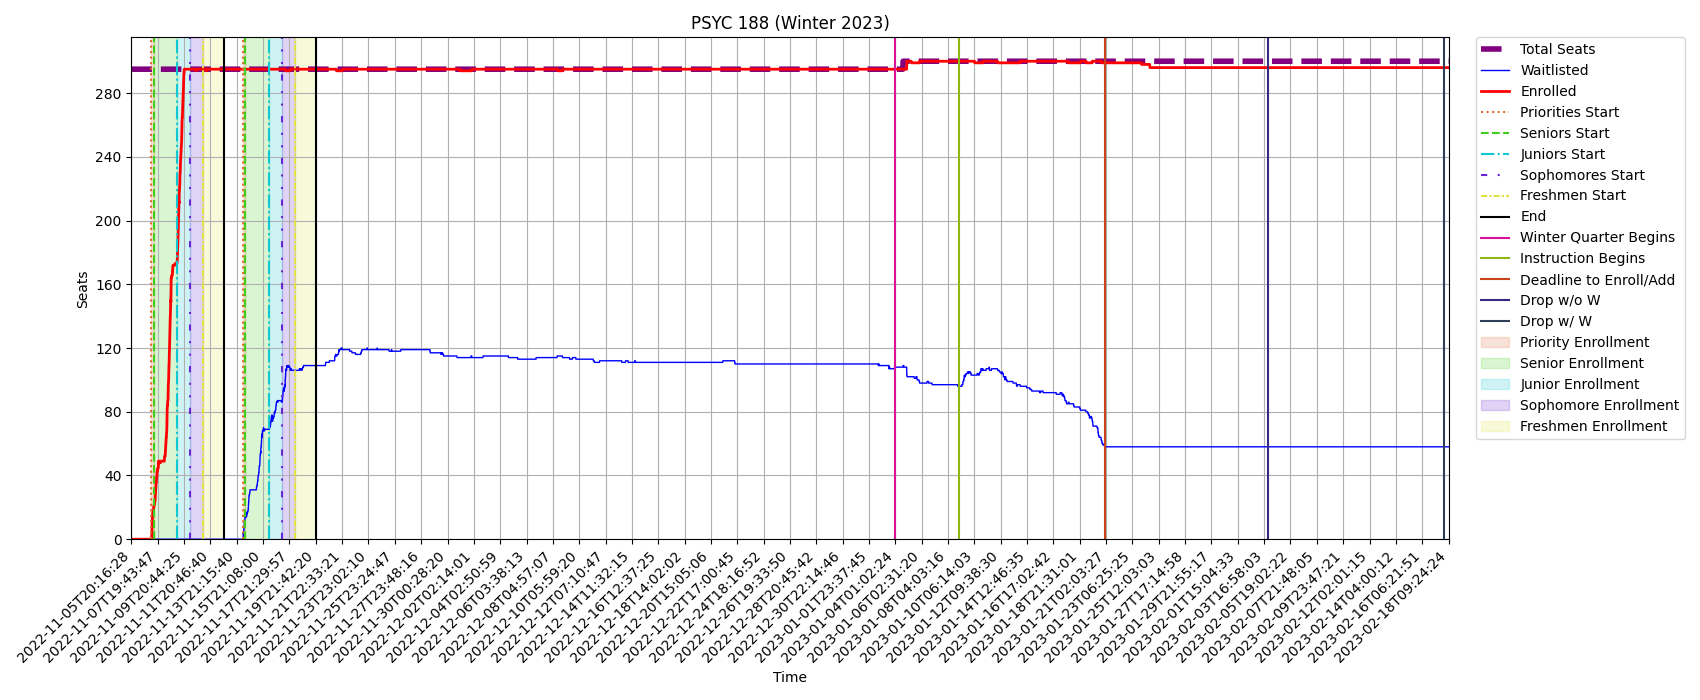 PSYC 188 (Winter 2023)
Seats
280
240
200
160
120
80
40
0
2022-11-05T20:16:28
2022-11-07T19:43:47
2022-11-09T20:44:25
2022-11-11T20:46:40
2022-11-13T21:15:46
2022-11-15T21:08:00
2022-11-17T21:29:57
2022-11-19T21:42:20
2022-11-21T22:33:21
2022-11-23T23:02:10
2022-11-25T23:24:47
2022-11-27T23:48:16
2022-11-30T00:28:20
2022-12-02T02:14:01
2022-12-04T02:50:59
2022-12-06T03:38:13
2022-12-08T04:57:07
2022-12-10T05:59:20
2022-12-12T07:10:47
2022-12-14T11:32:15
2022-12-16T12:37:25
2022-12-18T14:02:02
2022-12-20T15:05:06
2022-12-22T17:00:45
2022-12-24T18:16:52
2022-12-26T19:33:50
2022-12-28T20:45:42
2022-12-30T22:14:46
2023-01-01T23:37:45
2023-01-04T01:02:24
2023-01-06T02:31:20
2023-01-08T04:03:16
2023-01-10T06:14:03
2023-01-12T09:38:30
2023-01-14T12:46:35
2023-01-16T17:02:42
2023-01-18T21:31:01
2023-01-21T02:03:27
2023-01-23T06:25:25
2023-01-25T12:03:03
2023-01-27T17:14:58
2023-01-29T21:55:17
2023-02-01T15:04:33
2023-02-03T16:58:03
2023-02-05T19:02:22
2023-02-07T21:48:05
2023-02-09T23:47:21
2023-02-12T02:01:15
2023-02-14T04:00:12
2023-02-16T06:21:51
2023-02-18T09:24:24
Time
Total Seats
Waitlisted
Enrolled
Priorities Start
Seniors Start
Juniors Start
Sophomores Start
Freshmen Start
End
Winter Quarter Begins
Instruction Begins
Deadline to Enroll/Add
Drop w/o W
Drop w/ W
Priority Enrollment
Senior Enrollment
Junior Enrollment
Sophomore Enrollment
Freshmen Enrollment